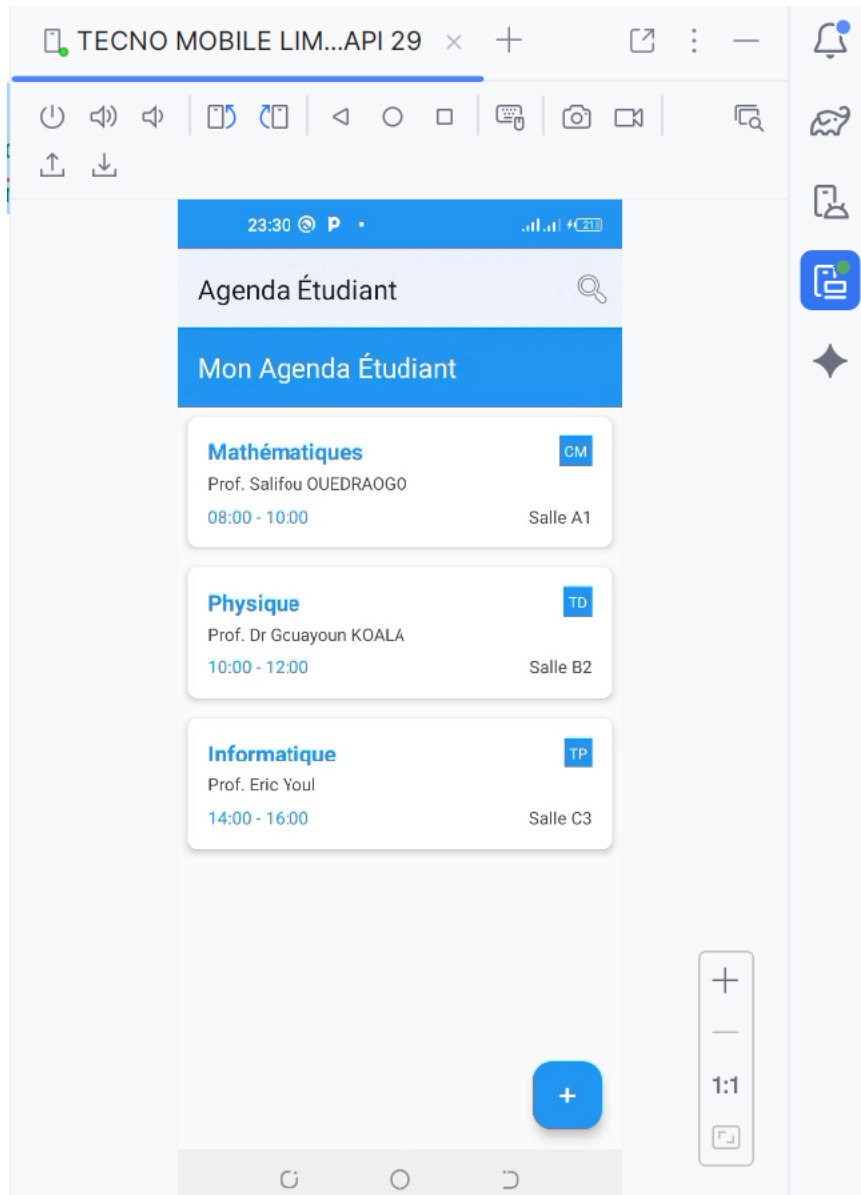 TECNO MOBILE LIM...API 29
23:30
21
Agenda Étudiant
Mon Agenda Étudiant
Mathématiques
CM
Prof. Salifou OUEDRAOGO
08:00 - 10:00
Salle A1
Physique
TD
Prof. Dr Gcuayoun KOALA
10:00 - 12:00
Salle B2
Informatique
TP
Prof. Eric Youl
14:00 - 16:00
Salle C3
+
1:1